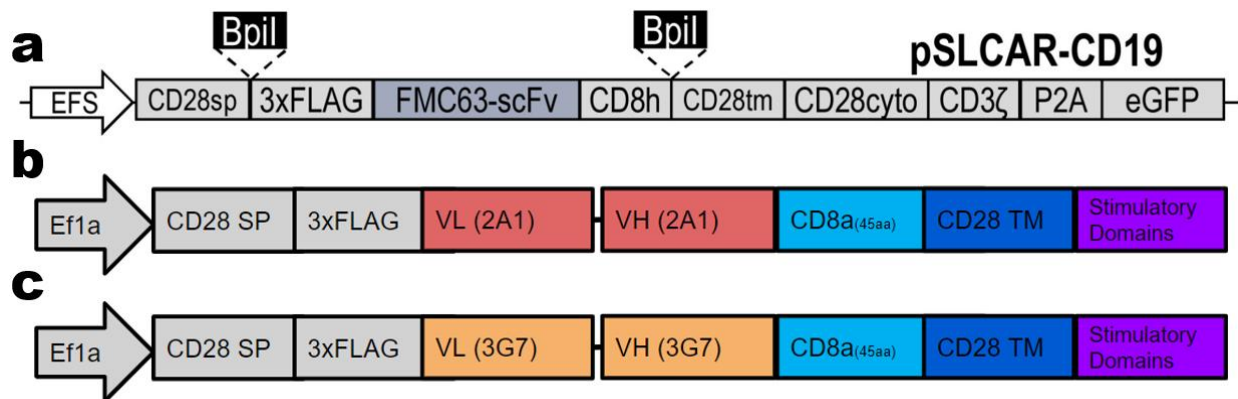 a
BpiI
BpiI
pSLCAR-CD19
EFS
CD28sp
3xFLAG
FMC63-scFv
CD8h
CD28tm
CD28cyto
CD3ζ
P2A
eGFP
b
Ef1a
CD28 SP
3xFLAG
VL (2A1)
VH (2A1)
CD8a(45aa)
CD28 TM
Stimulatory
Domains
c
Ef1a
CD28 SP
3xFLAG
VL (3G7)
VH (3G7)
CD8a(45aa)
CD28 TM
Stimulatory
Domains